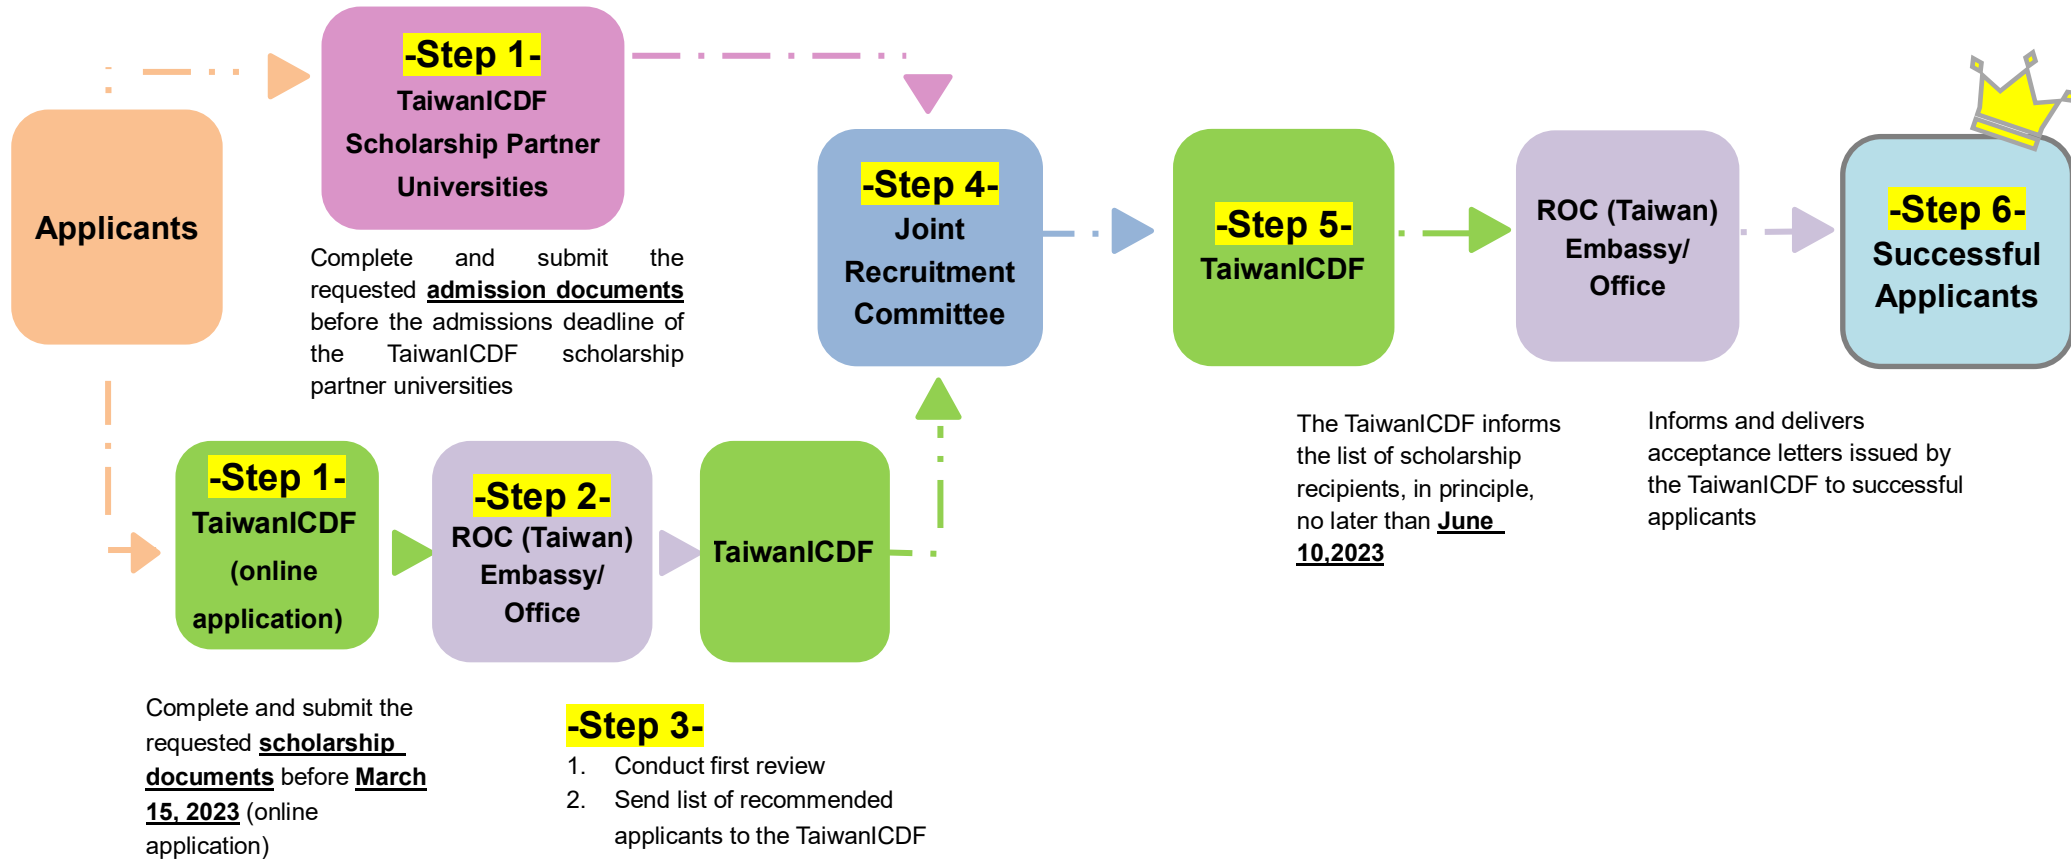 Applicants
-Step 1-
TaiwanICDF
Scholarship Partner
Universities
Complete and submit the
requested admission documents
before the admissions deadline of
the TaiwanICDF scholarship
partner universities
-Step 1-
TaiwanICDF
(online
application)
Complete and submit the
requested scholarship
documents before March
15, 2023 (online
application)
-Step 2-
ROC (Taiwan)
Embassy/
Office
TaiwanICDF
-Step 3-
1. Conduct first review
2. Send list of recommended
applicants to the TaiwanICDF
-Step 4-
Joint
Recruitment
Committee
-Step 5-
TaiwanICDF
The TaiwanICDF informs
the list of scholarship
recipients, in principle,
no later than June
10,2023
ROC (Taiwan)
Embassy/
Office
Informs and delivers
acceptance letters issued by
the TaiwanICDF to successful
applicants
-Step 6-
Successful
Applicants